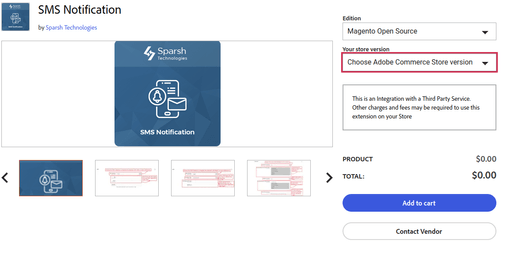 SMS Notification
by Sparsh Technologies
Sparsh
Technologies
SMS Notification
Edition
Magento Open Source
Your store version
Choose Adobe Commerce Store version
This is an Integration with a Third Party Service.
Other charges and fees may be required to use this
extension on your Store
PRODUCT $0.00
TOTAL: $0.00
Add to cart
Contact Vendor